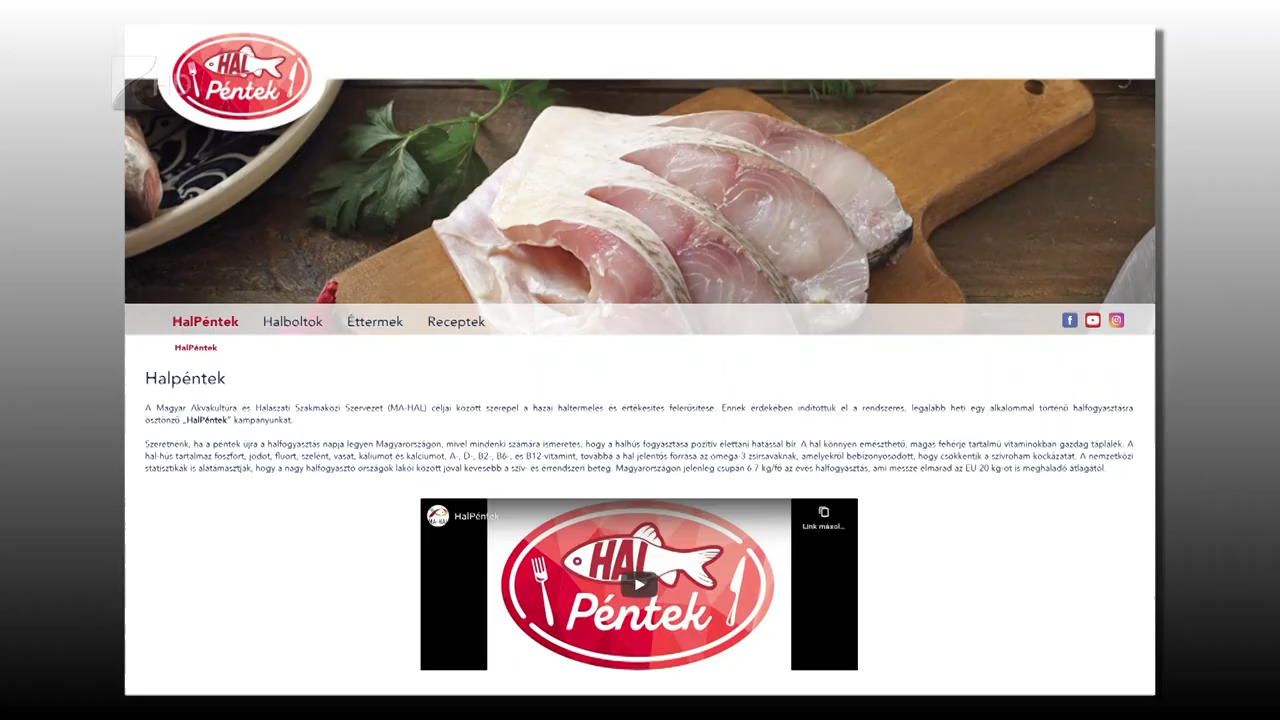 HAL
Péntek
HalPéntek Halboltok Éttermek Receptek
HalPéntek
Halpéntek
A Magyar Akvakultúra és Halászati Szakmaközi Szervezet (MA-HAL) céljai között szerepel a hazai haltermelés és értékesítés felerősítése. Ennek érdekében indítottuk el a rendszeres, legalább heti egy alkalommal történő halfogyasztásra
ösztönző „HalPéntek” kampányunkat.
Szeretnénk, ha a péntek újra a halfogyasztás napja legyen Magyarországon, mivel mindenki számára ismeretes, hogy a halhús fogyasztása pozitív élettani hatással bír. A hal könnyen emészthető, magas fehérje tartalmú vitaminokban gazdag táplálék. A
hal-hús tartalmaz foszfort, jódot, fluort, szelént, vasat, káliumot és kalciumot, A-, D-, B2-, B6-, és B12-vitamint, továbbá a hal jelentős forrása az omega-3 zsírsavaknak, amelyekről bebizonyosodott, hogy csökkentik a szívroham kockázatát. A nemzetközi
statisztikák is alátámasztják, hogy a nagy halfogyasztó országok lakói között jóval kevesebb a szív- és érrendszeri beteg. Magyarországon jelenleg csupán 6.7 kg/fő az éves halfogyasztás, ami messze elmarad az EU 20 kg-ot is meghaladó átlagától.
MA-HAL HalPéntek
Link másol...
HAL
Péntek